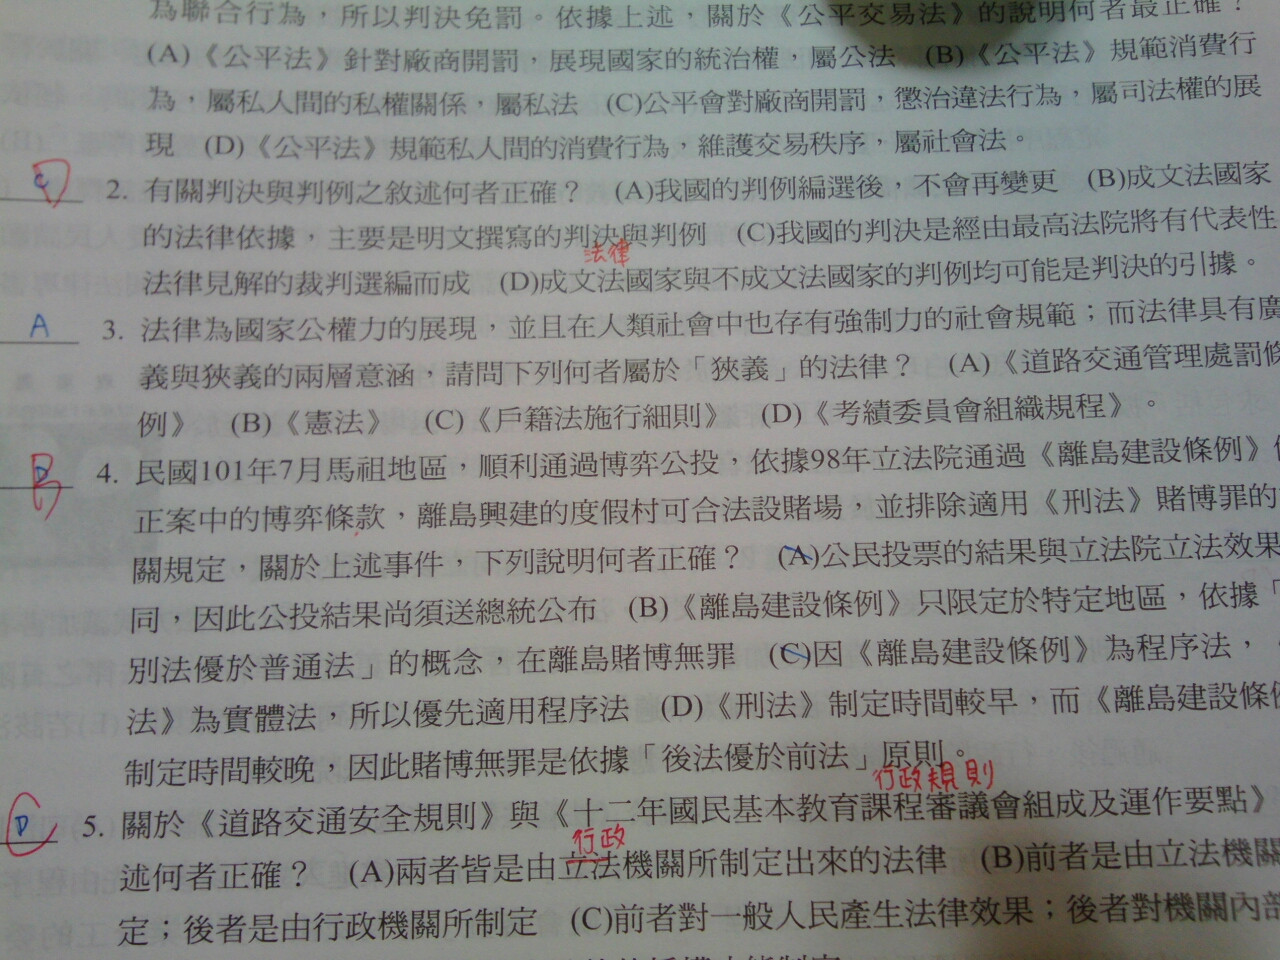 為聯合行為，所以判決免罰。依據上述，關於《公平交易法》的說明何者最正確？
(A)《公平法》針對廠商開罰，展現國家的統治權，屬公法　(B)《公平法》規範消費行
為，屬私人間的私權關係，屬私法　(C)公平會對廠商開罰，懲治違法行為，屬司法權的展
現　(D)《公平法》規範私人間的消費行為，維護交易秩序，屬社會法。
2. 有關判決與判例之敘述何者正確？　(A)我國的判例編選後，不會再變更　(B)成文法國家
的法律依據，主要是明文撰寫的判決與判例　(C)我國的判決是經由最高法院將有代表性
法律
法律見解的裁判選編而成　(D)成文法國家與不成文法國家的判例均可能是判決的引據。
A 3. 法律為國家公權力的展現，並且在人類社會中也存有強制力的社會規範；而法律具有廣
義與狹義的兩層意涵，請問下列何者屬於「狹義」的法律？　(A)《道路交通管理處罰條
例》　(B)《憲法》　(C)《戶籍法施行細則》　(D)《考績委員會組織規程》。
B 4. 民國101年7月馬祖地區，順利通過博弈公投，依據98年立法院通過《離島建設條例》
正案中的博弈條款，離島興建的度假村可合法設賭場，並排除適用《刑法》賭博罪的
關規定，關於上述事件，下列說明何者正確？　(A)公民投票的結果與立法院立法效果
同，因此公投結果尚須送總統公布　(B)《離島建設條例》只限定於特定地區，依據「
別法優於普通法」的概念，在離島賭博無罪　(C)因《離島建設條例》為程序法，
法》為實體法，所以優先適用程序法　(D)《刑法》制定時間較早，而《離島建設條例
制定時間較晚，因此賭博無罪是依據「後法優於前法」原則。
行政規則
D 5. 關於《道路交通安全規則》與《十二年國民基本教育課程審議會組成及運作要點》
行政
述何者正確？　(A)兩者皆是由立法機關所制定出來的法律　(B)前者是由立法機關
定；後者是由行政機關所制定　(C)前者對一般人民產生法律效果；後者對機關內部